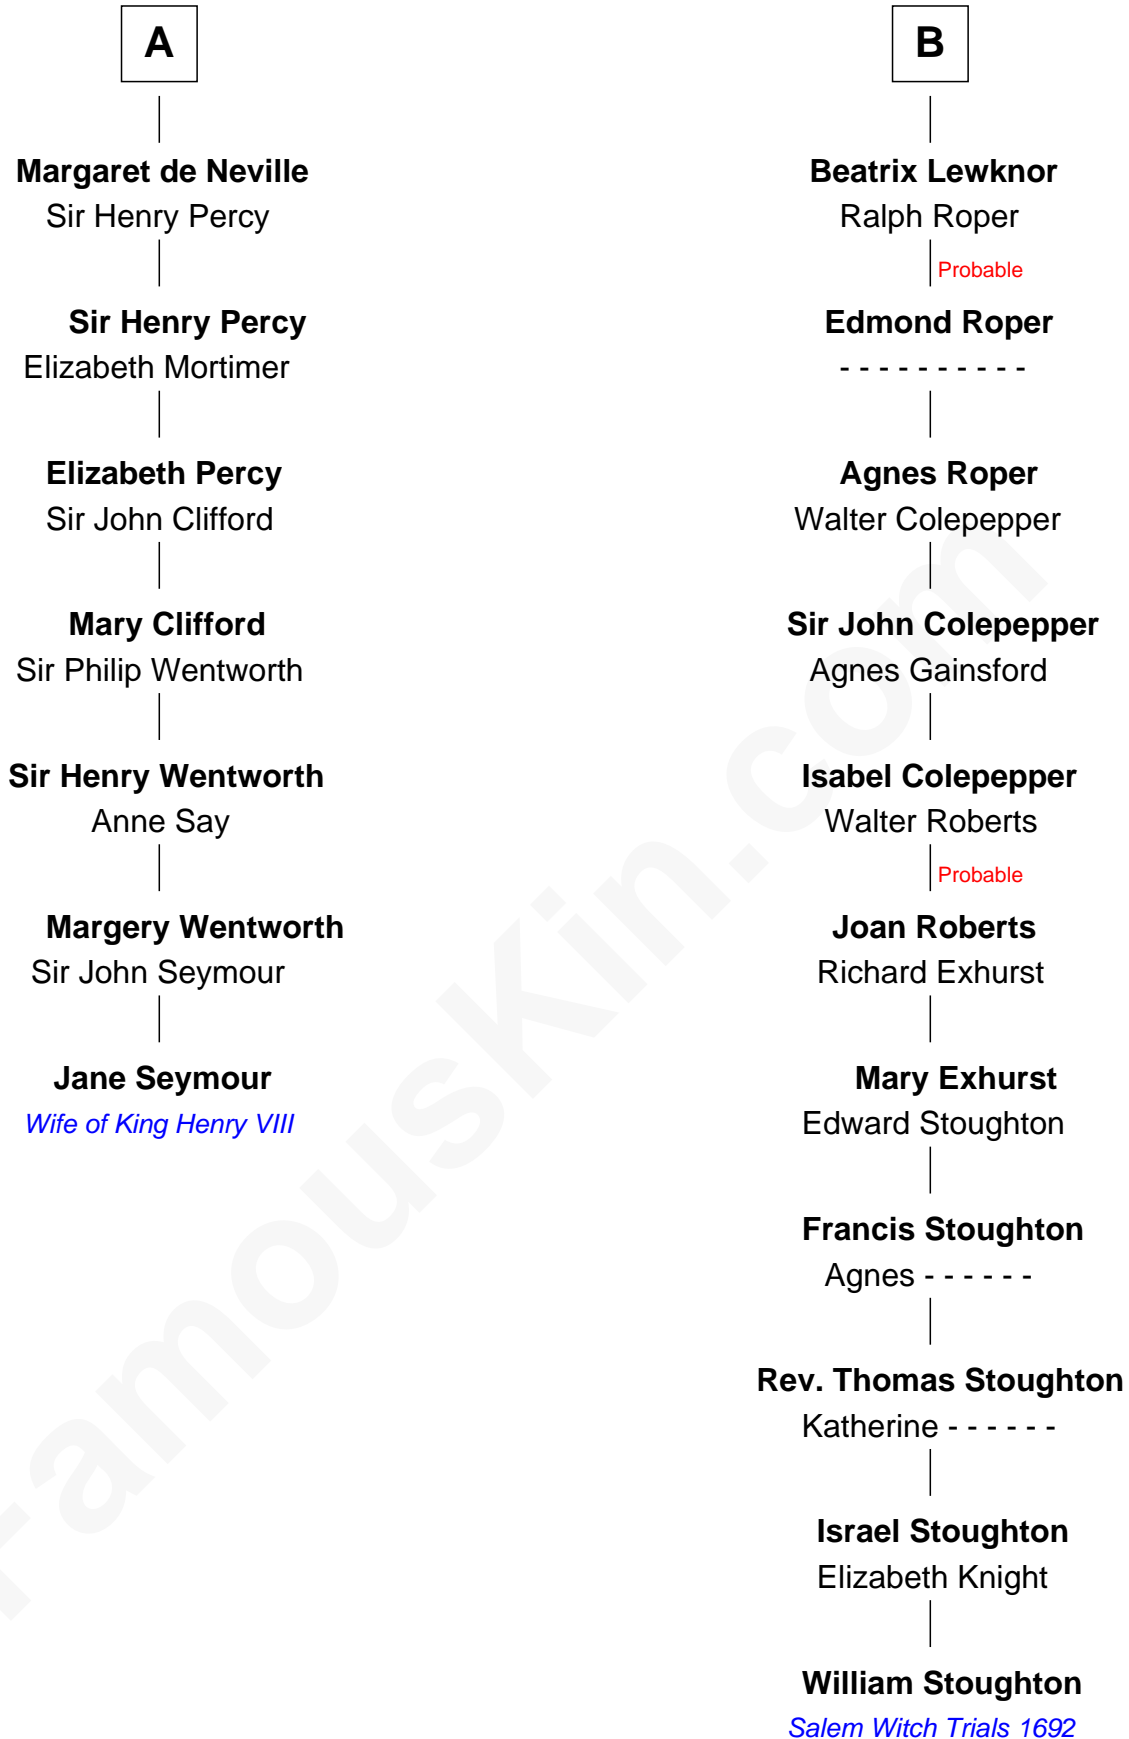 A
Margaret de Neville
Sir Henry Percy
Sir Henry Percy
Elizabeth Mortimer
Elizabeth Percy
Sir John Clifford
Mary Clifford
Sir Philip Wentworth
Sir Henry Wentworth
Anne Say
Margery Wentworth
Sir John Seymour
Jane Seymour
Wife of King Henry VIII
B
Beatrix Lewknor
Ralph Roper
Probable
Edmond Roper
- - - - - - - - - -
Agnes Roper
Walter Colepepper
Sir John Colepepper
Agnes Gainsford
Isabel Colepepper
Walter Roberts
Probable
Joan Roberts
Richard Exhurst
Mary Exhurst
Edward Stoughton
Francis Stoughton
Agnes - - - - - -
Rev. Thomas Stoughton
Katherine - - - - - -
Israel Stoughton
Elizabeth Knight
William Stoughton
Salem Witch Trials 1692
FamousKin.com